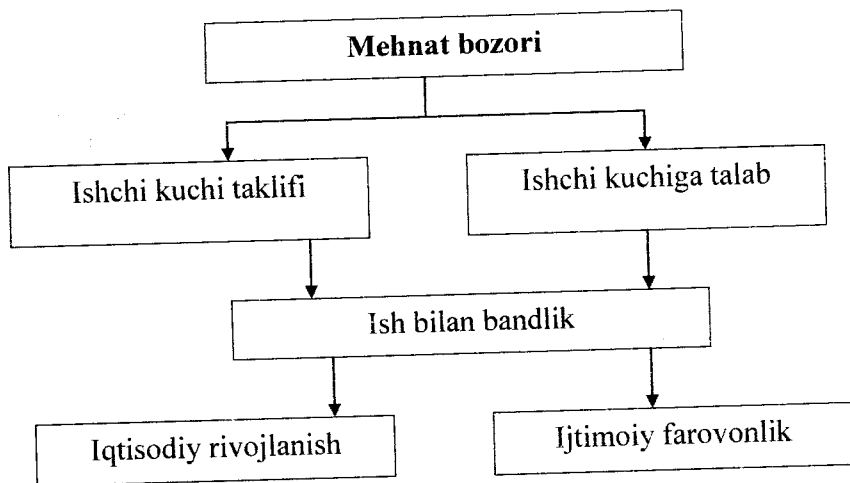 Mehnat bozori
Ishchi kuchi taklifi
Ishchi kuchiga talab
Ish bilan bandlik
Iqtisodiy rivojlanish
Ijtimoiy farovonlik